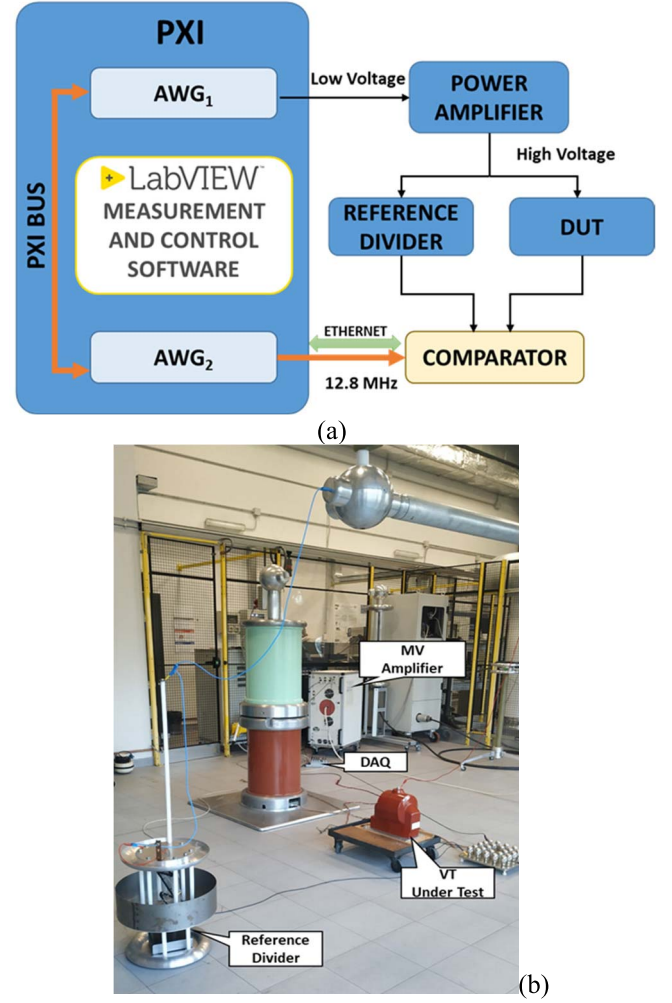 PXI
AWG1
Low Voltage
POWER
AMPLIFIER
High Voltage
PXI BUS
LabVIEW™
MEASUREMENT
AND CONTROL
SOFTWARE
REFERENCE
DIVIDER
DUT
ETHERNET
AWG2
12.8 MHz
COMPARATOR
(a)
MV
Amplifier
DAQ
VT
Under Test
Reference
Divider
(b)